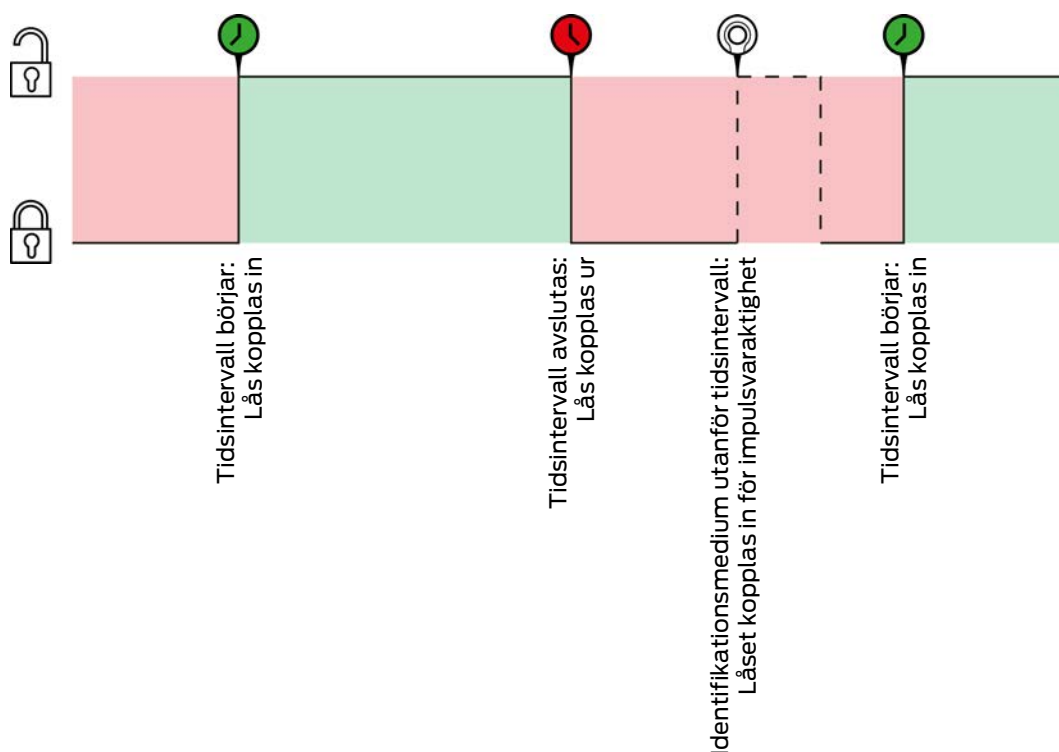 Tidsintervall börjar:
Lås kopplas in
Tidsintervall avslutas:
Lås kopplas ur
Identifikationsmedium utanför tidsintervall:
Låset kopplas in för impulsvaraktighet
Tidsintervall börjar:
Lås kopplas in